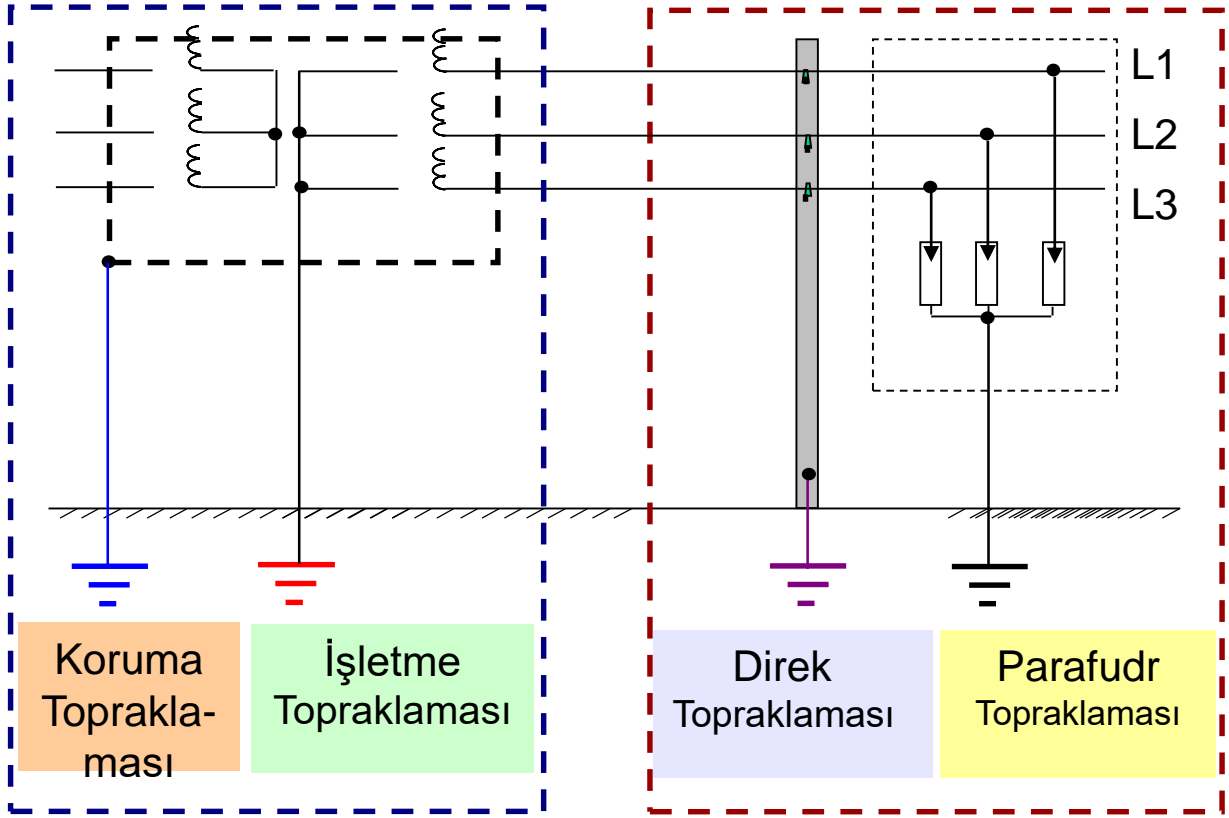 L1
L2
L3
Koruma
Toprakla-
ması
İşletme
Topraklaması
Direk
Topraklaması
Parafudr
Topraklaması